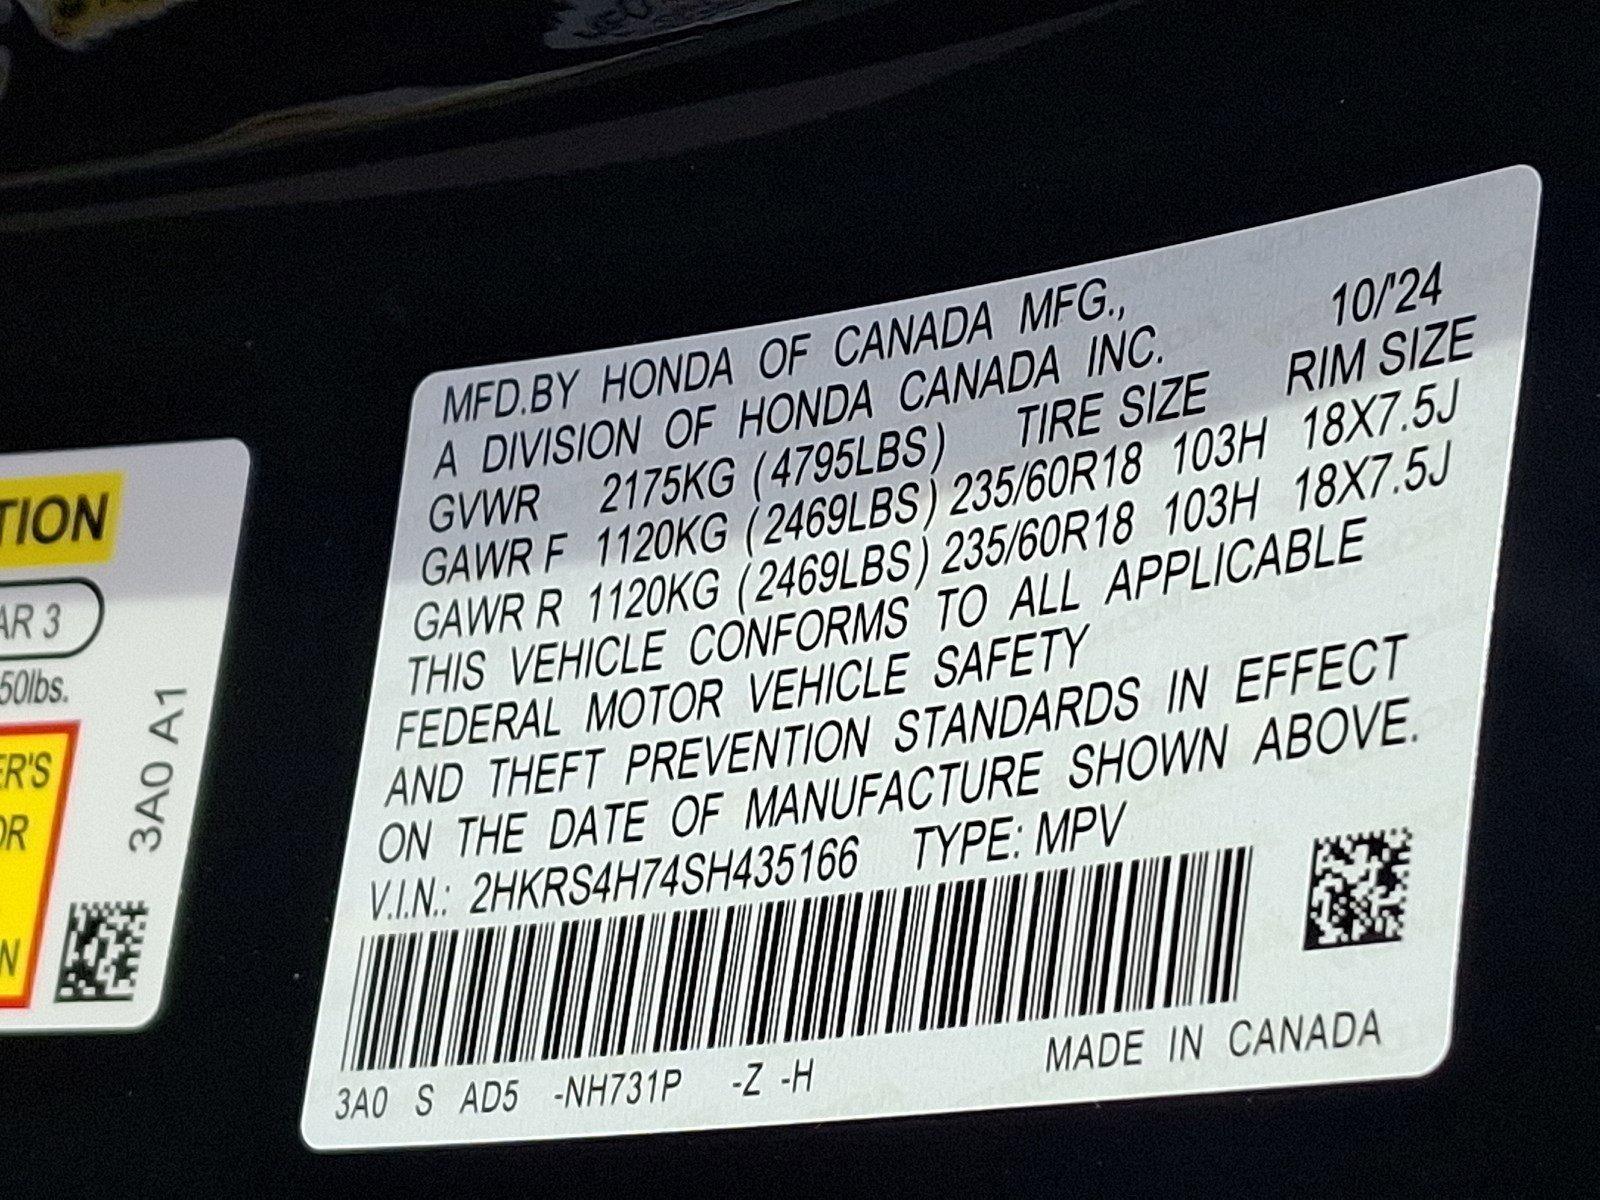 TION
AR 3
50lbs.
ER'S
OR
N
3A0 A1
MFD.BY HONDA OF CANADA MFG., 10/'24
A DIVISION OF HONDA CANADA INC.
TIRE SIZE RIM SIZE
GVWR 2175KG (4795LBS)
GAWR F 1120KG (2469LBS) 235/60R18 103H 18X7.5J
GAWR R 1120KG (2469LBS) 235/60R18 103H 18X7.5J
THIS VEHICLE CONFORMS TO ALL APPLICABLE
FEDERAL MOTOR VEHICLE SAFETY
AND THEFT PREVENTION STANDARDS IN EFFECT
ON THE DATE OF MANUFACTURE SHOWN ABOVE.
V.I.N.: 2HKRS4H74SH435166 TYPE: MPV
3A0 S AD5 -NH731P -Z -H MADE IN CANADA